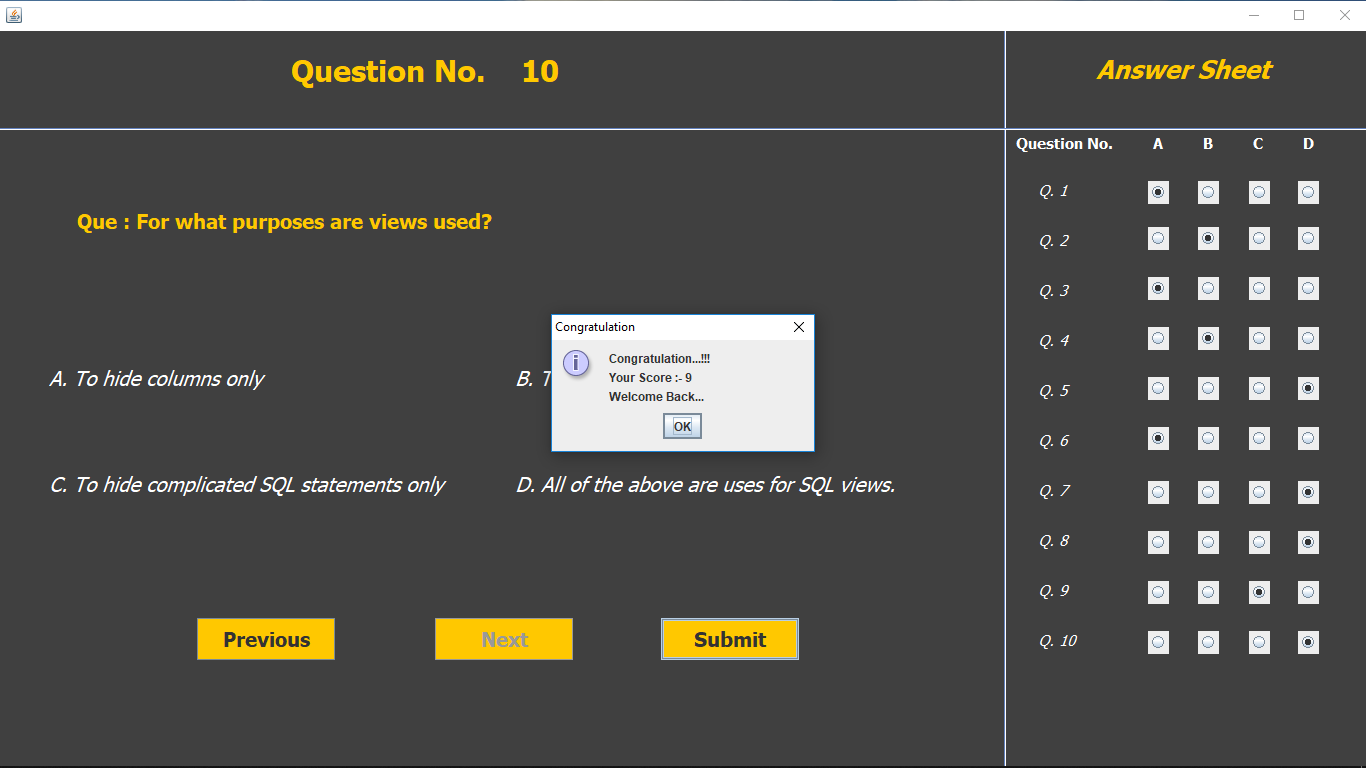 Question No. 10
Answer Sheet
Question No. A B C D
Que : For what purposes are views used?
Q. 1
Q. 2
Q. 3
Q. 4
Q. 5
Q. 6
Q. 7
Q. 8
Q. 9
Q. 10
Congratulation
Congratulation...!!!
Your Score :- 9
Welcome Back...
OK
A. To hide columns only
B.
C. To hide complicated SQL statements only
D. All of the above are uses for SQL views.
Previous
Next
Submit